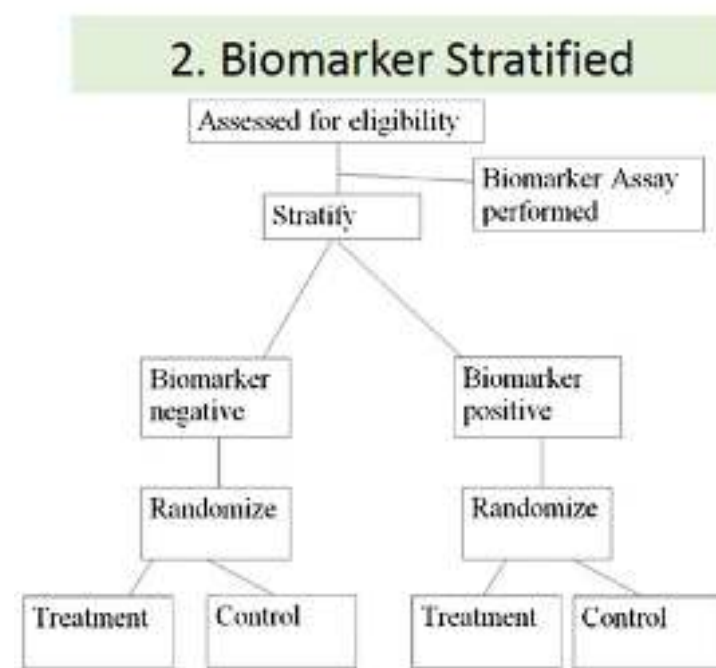 2. Biomarker Stratified
Assessed for eligibility
Biomarker Assay
performed
Stratify
Biomarker
negative
Biomarker
positive
Randomize
Randomize
Treatment
Control
Treatment
Control